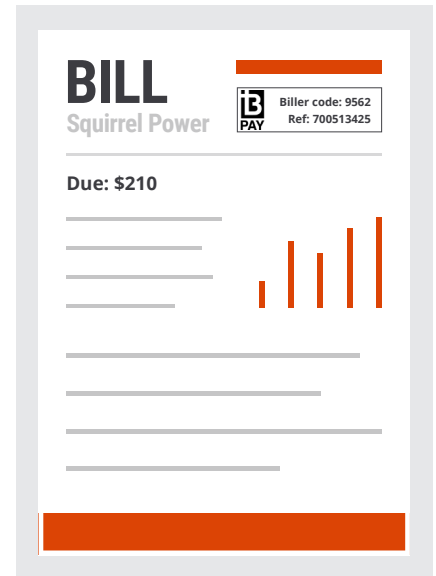 BILL
Squirrel Power
B
PAY
Biller code: 9562
Ref: 700513425
Due: $210